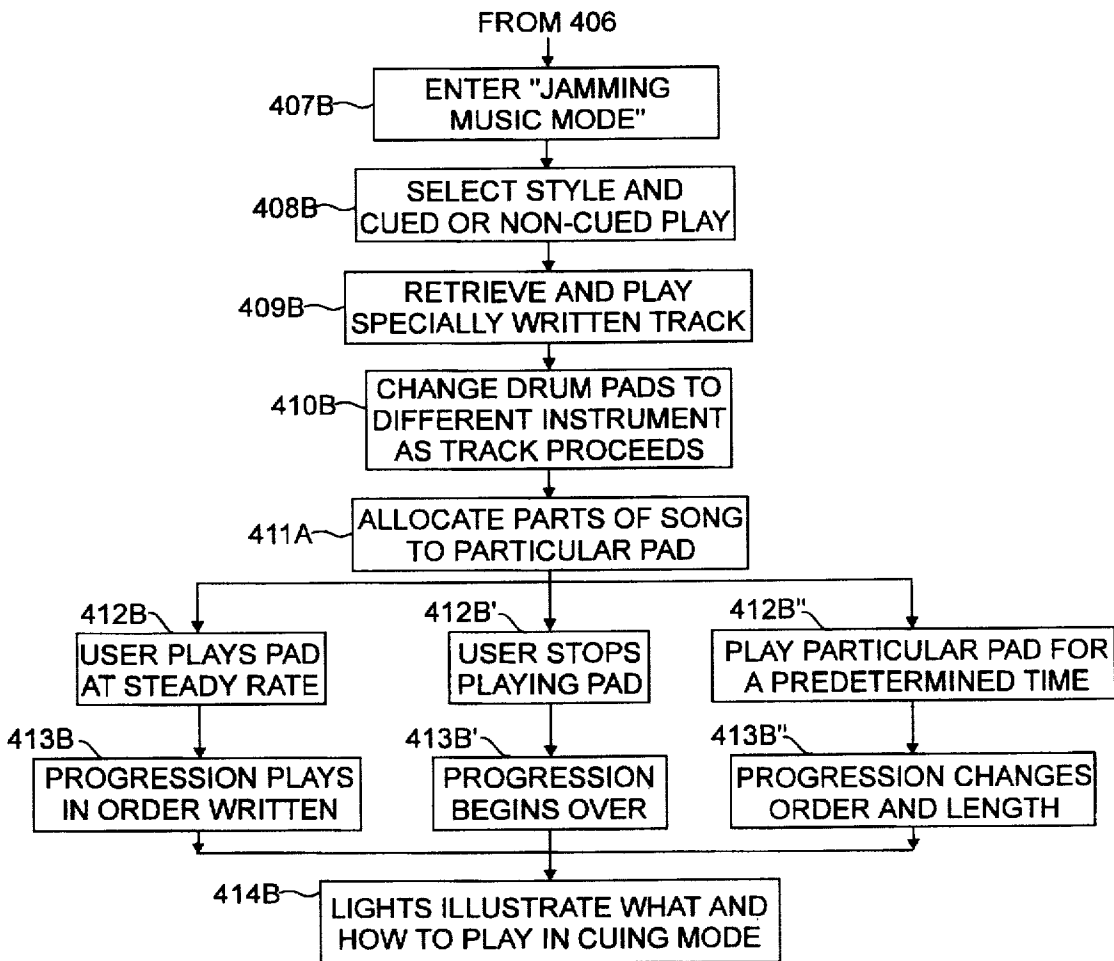 FROM 406
407B
ENTER "JAMMING
MUSIC MODE"
408B
SELECT STYLE AND
CUED OR NON-CUED PLAY
409B
RETRIEVE AND PLAY
SPECIALLY WRITTEN TRACK
410B
CHANGE DRUM PADS TO
DIFFERENT INSTRUMENT
AS TRACK PROCEEDS
411A
ALLOCATE PARTS OF SONG
TO PARTICULAR PAD
412B
USER PLAYS PAD
AT STEADY RATE
412B'
USER STOPS
PLAYING PAD
412B"
PLAY PARTICULAR PAD FOR
A PREDETERMINED TIME
413B
PROGRESSION PLAYS
IN ORDER WRITTEN
413B'
PROGRESSION
BEGINS OVER
413B"
PROGRESSION CHANGES
ORDER AND LENGTH
414B
LIGHTS ILLUSTRATE WHAT AND
HOW TO PLAY IN CUING MODE